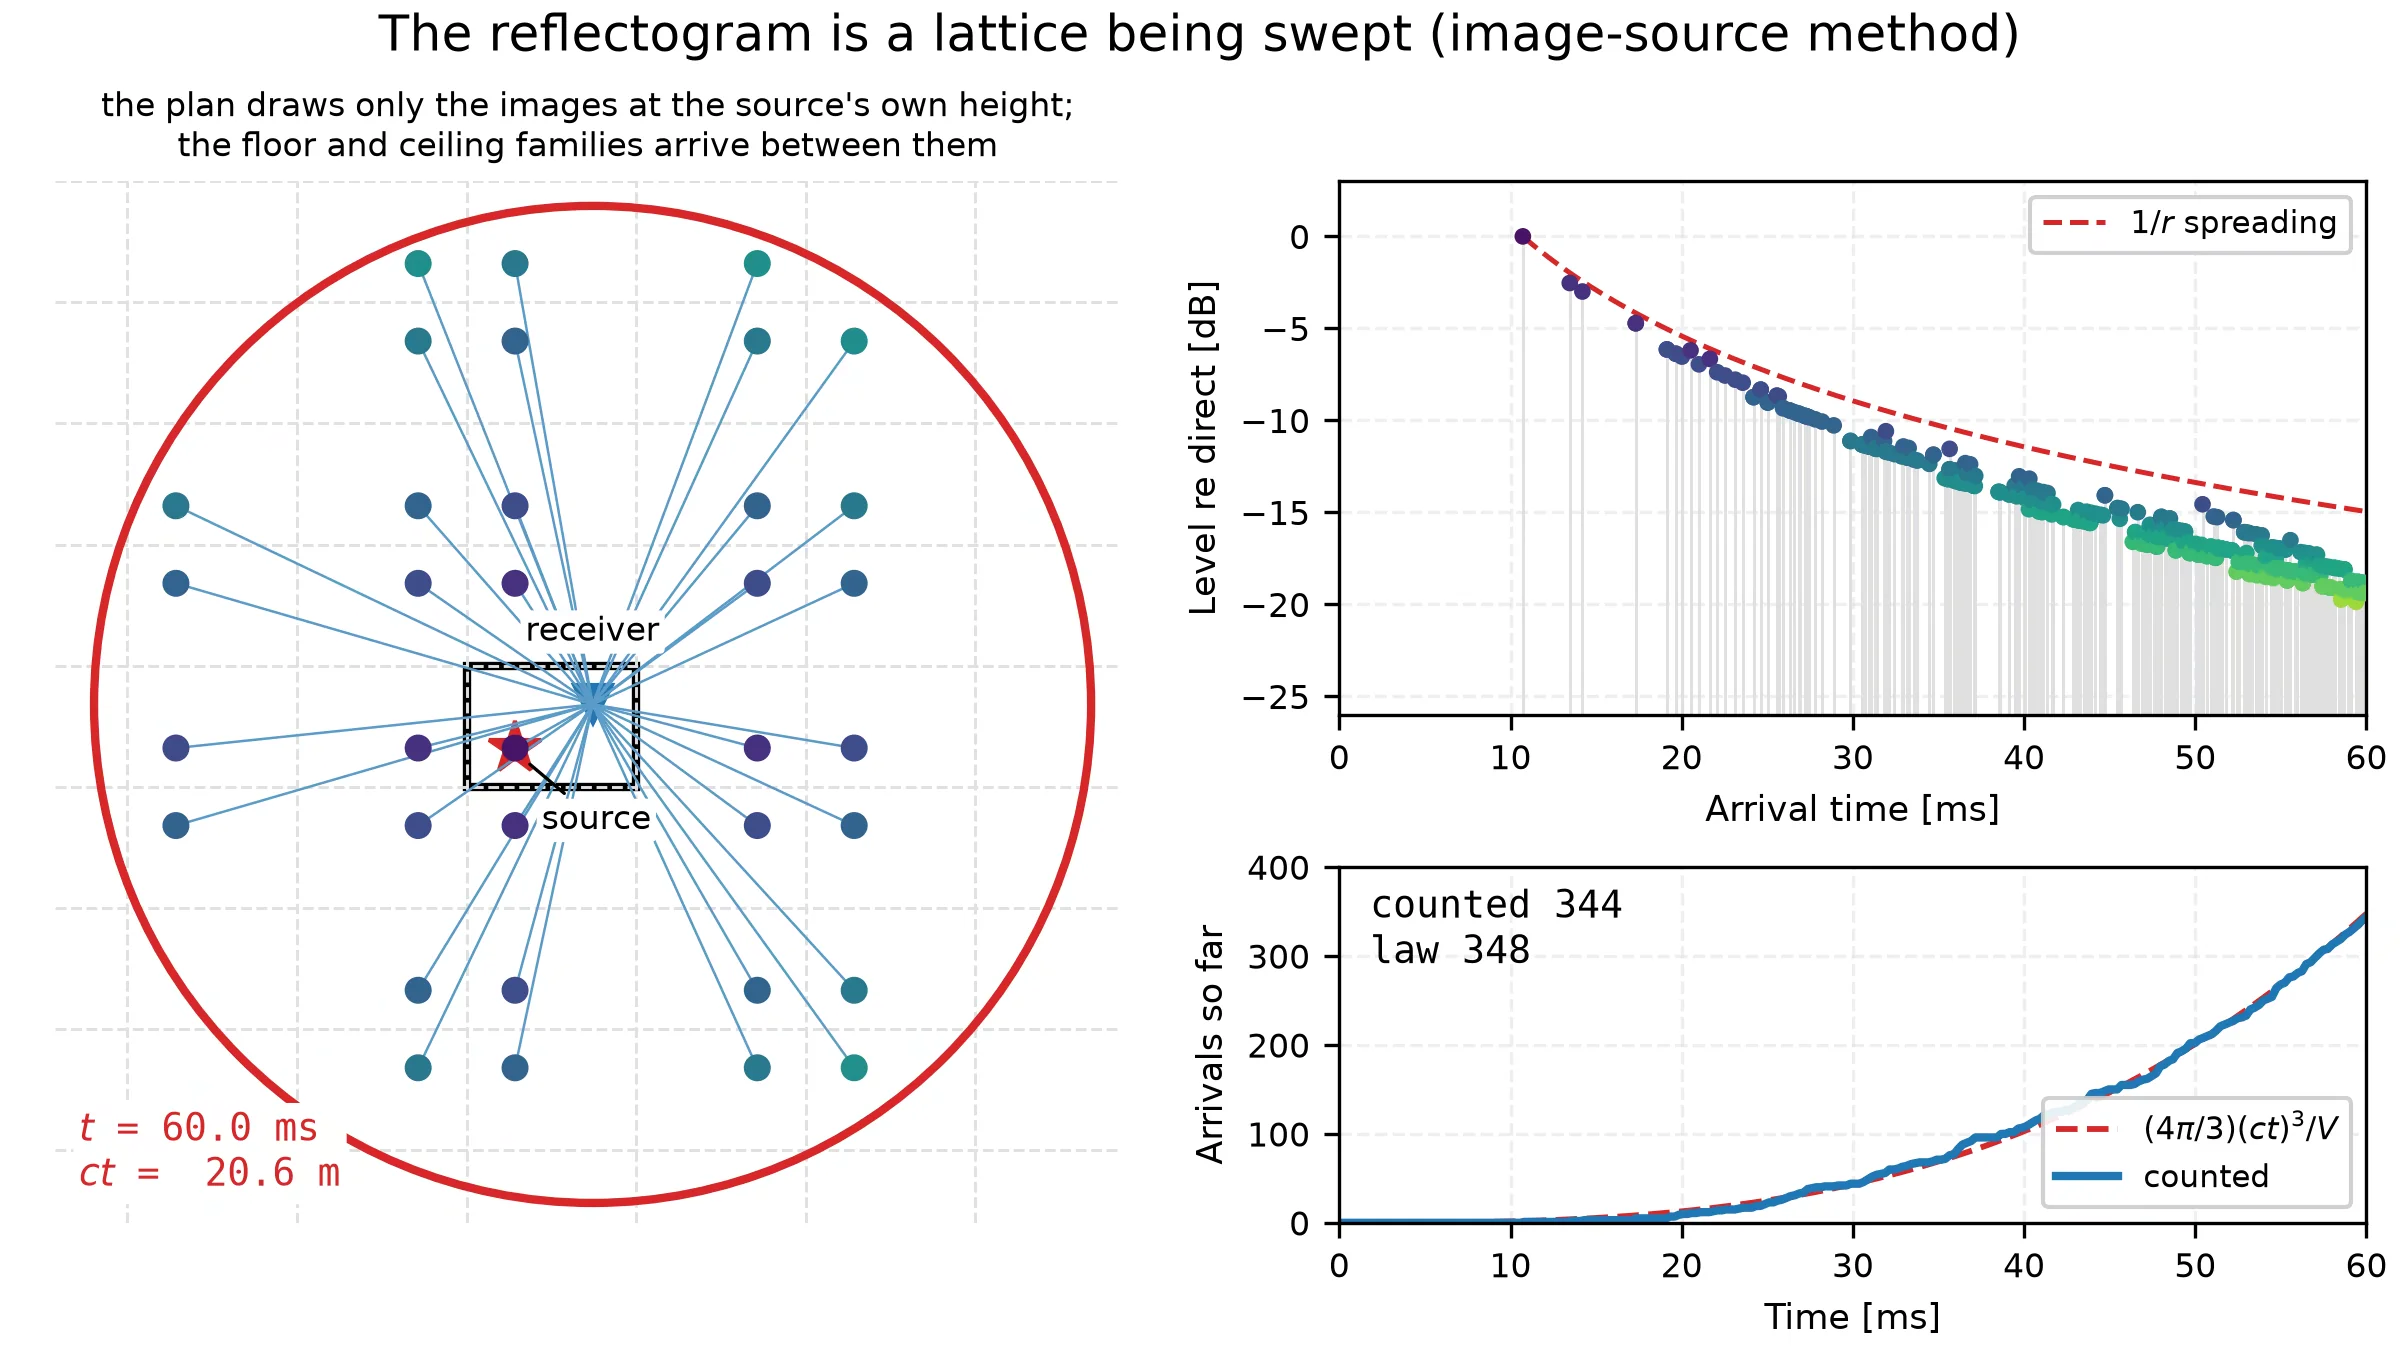 The reflectogram is a lattice being swept (image-source method)
the plan draws only the images at the source's own height;
the floor and ceiling families arrive between them
receiver
source
t = 60.0 ms
ct = 20.6 m
1/r spreading
0
−5
−10
−15
−20
−25
Level re direct [dB]
0 10 20 30 40 50 60
Arrival time [ms]
counted 344
law 348
400
300
200
100
0
Arrivals so far
(4π/3)(ct)³/V
counted
0 10 20 30 40 50 60
Time [ms]